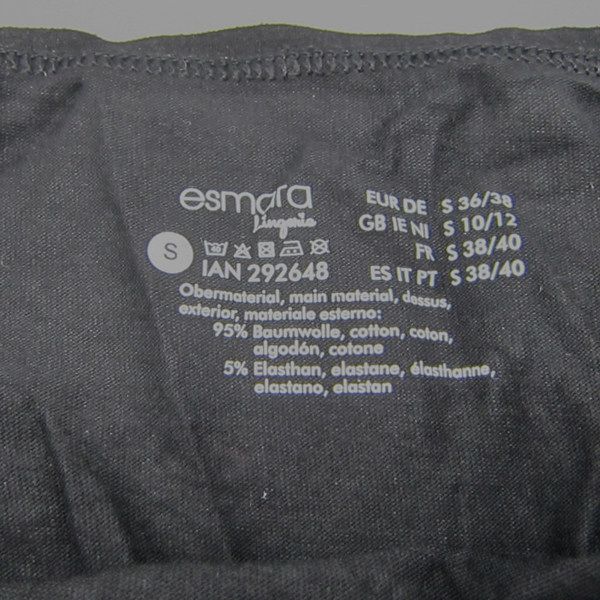 esmara
Lingerie
S
IAN 292648
EUR DE S 36/38
GB IE NI S 10/12
FR S 38/40
ES IT PT S 38/40
Obermaterial, main material, dessus,
exterior, materiale esterno:
95% Baumwolle, cotton, coton,
algodón, cotone
5% Elasthan, elastane, élasthanne,
elastano, elastan